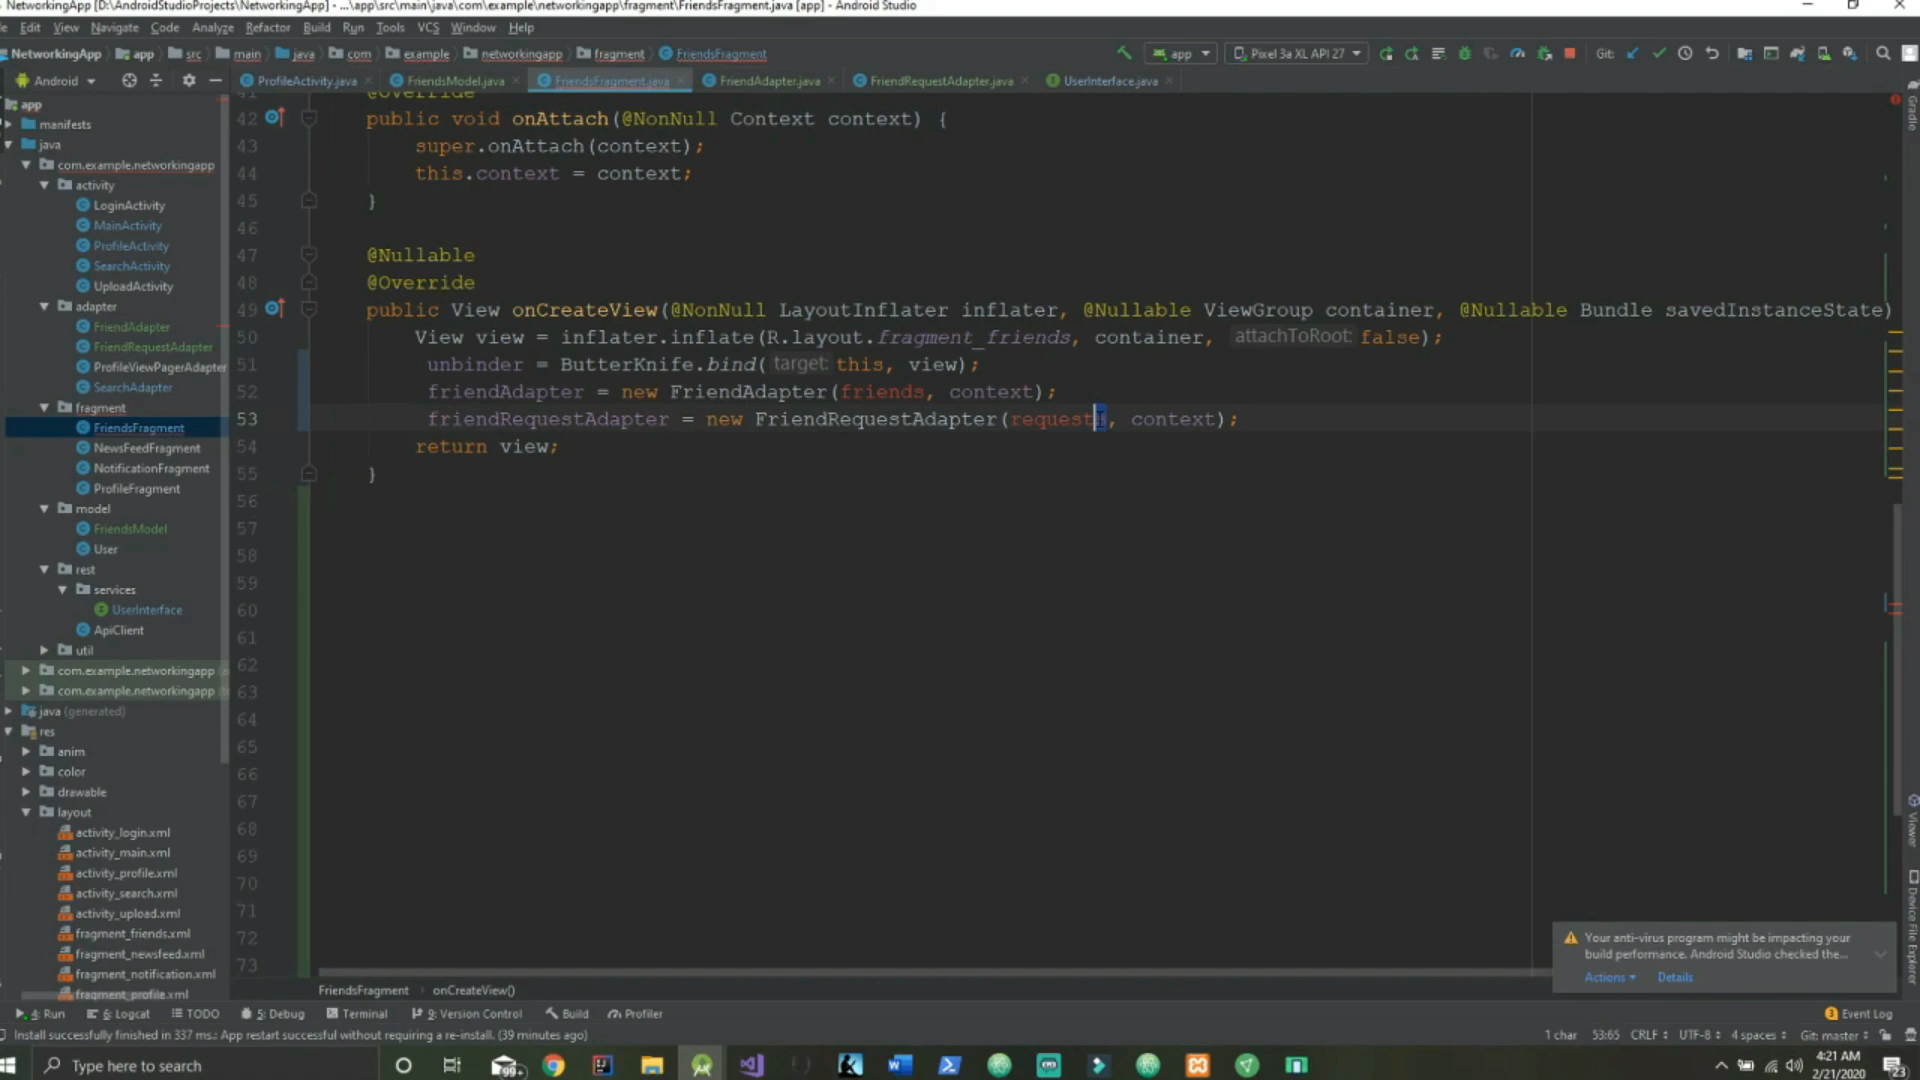 NetworkingApp [D:\AndroidStudioProjects\NetworkingApp] - ...\app\src\main\java\com\example\networkingapp\fragment\FriendsFragment.java [app] - Android Studio
Edit View Navigate Code Analyze Refactor Build Run Tools VCS Window Help
NetworkingApp app src main java com example networkingapp fragment FriendsFragment
app Pixel 3a XL API 27 Git:
Android
ProfileActivity.java FriendsModel.java FriendsFragment.java FriendAdapter.java FriendRequestAdapter.java UserInterface.java
app
manifests
java
com.example.networkingapp
activity
LoginActivity
MainActivity
ProfileActivity
SearchActivity
UploadActivity
adapter
FriendAdapter
FriendRequestAdapter
ProfileViewPagerAdapter
SearchAdapter
fragment
FriendsFragment
NewsFeedFragment
NotificationFragment
ProfileFragment
model
FriendsModel
User
rest
services
UserInterface
ApiClient
util
com.example.networkingapp
com.example.networkingapp
java (generated)
res
anim
color
drawable
layout
activity_login.xml
activity_main.xml
activity_profile.xml
activity_search.xml
activity_upload.xml
fragment_friends.xml
fragment_newsfeed.xml
fragment_notification.xml
fragment_profile.xml
41 @Override
42 public void onAttach(@NonNull Context context) {
43 super.onAttach(context);
44 this.context = context;
45 }
46
47 @Nullable
48 @Override
49 public View onCreateView(@NonNull LayoutInflater inflater, @Nullable ViewGroup container, @Nullable Bundle savedInstanceState)
50 View view = inflater.inflate(R.layout.fragment_friends, container, attachToRoot: false);
51 unbinder = ButterKnife.bind( target: this, view);
52 friendAdapter = new FriendAdapter(friends, context);
53 friendRequestAdapter = new FriendRequestAdapter(requests, context);
54 return view;
55 }
56
57
58
59
60
61
62
63
64
65
66
67
68
69
70
71
72
73
FriendsFragment onCreateView()
Gradle
Viewer
Device File Explorer
Your anti-virus program might be impacting your
build performance. Android Studio checked the...
Actions Details
4: Run 6: Logcat TODO 5: Debug Terminal 9: Version Control Build Profiler
1 Event Log
Install successfully finished in 337 ms.: App restart successful without requiring a re-install. (39 minutes ago)
1 char 53:65 CRLF UTF-8 4 spaces Git: master
Type here to search
99+
4:21 AM
2/21/2020
23